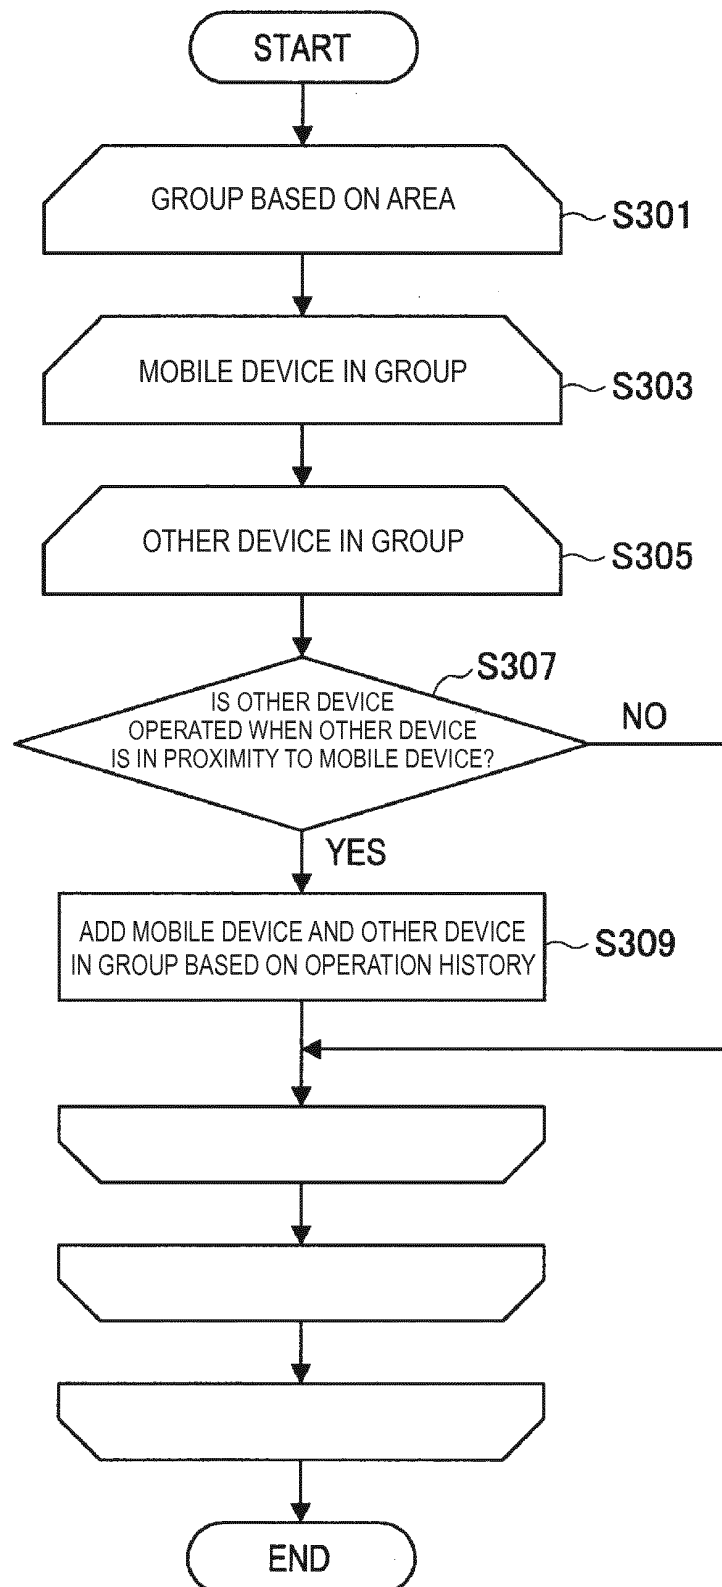 START
GROUP BASED ON AREA
S301
MOBILE DEVICE IN GROUP
S303
OTHER DEVICE IN GROUP
S305
S307
IS OTHER DEVICE
OPERATED WHEN OTHER DEVICE
IS IN PROXIMITY TO MOBILE DEVICE?
NO
YES
ADD MOBILE DEVICE AND OTHER DEVICE
IN GROUP BASED ON OPERATION HISTORY
S309
END